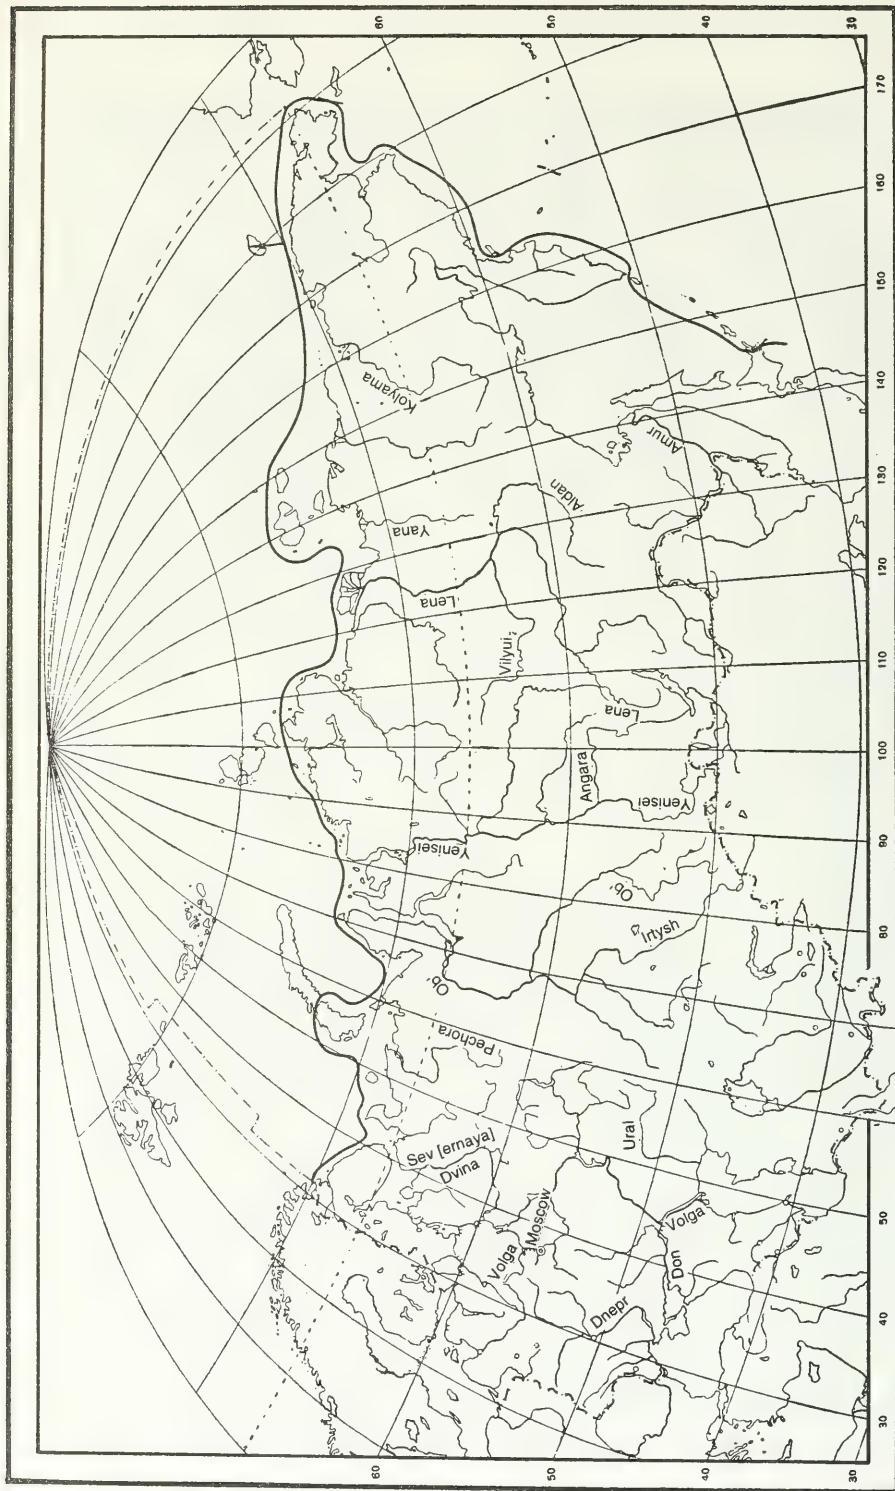 60
50
40
30
170
160
150
140
130
120
110
100
90
80
50
40
30
60
50
40
30
Kolyama
Yana
Lena
Aldan
Amur
Vilyui
Lena
Angara
Yenisei
Yenisei
Ob
Irtysh
Ob
Pechora
Ural
Sev [ernaya]
Dvina
Moscow
Volga
Volga
Don
Dnepr